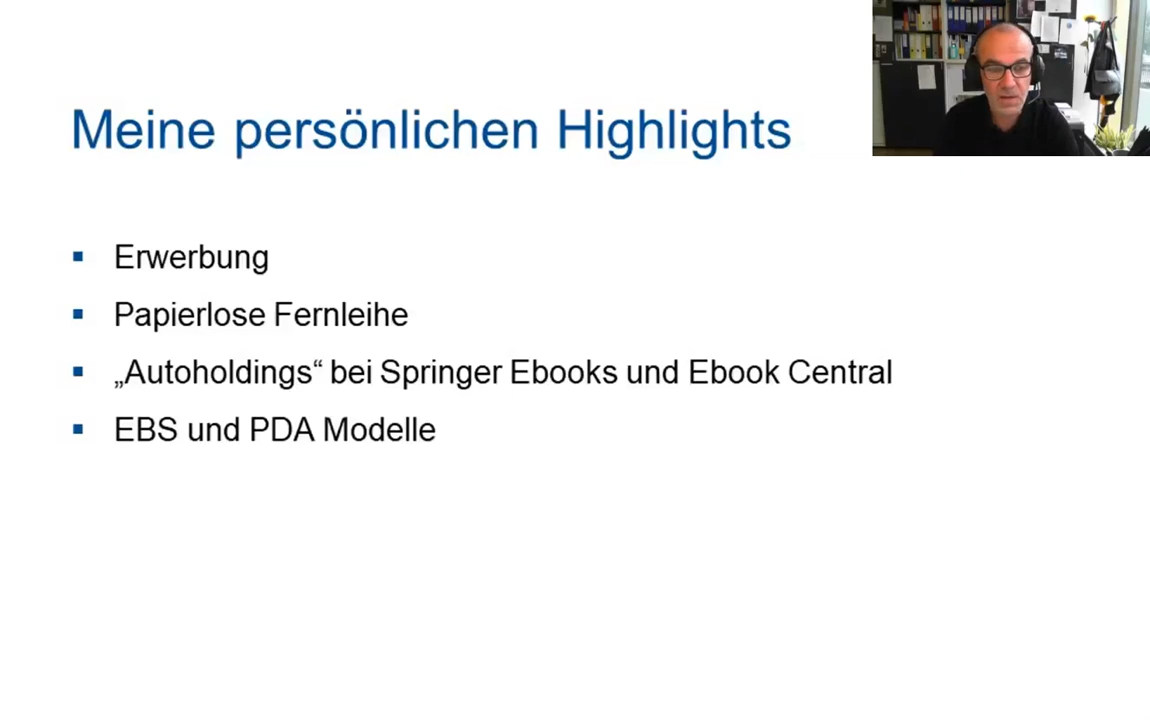 Meine persönlichen Highlights
Erwerbung
Papierlose Fernleihe
„Autoholdings“ bei Springer Ebooks und Ebook Central
EBS und PDA Modelle